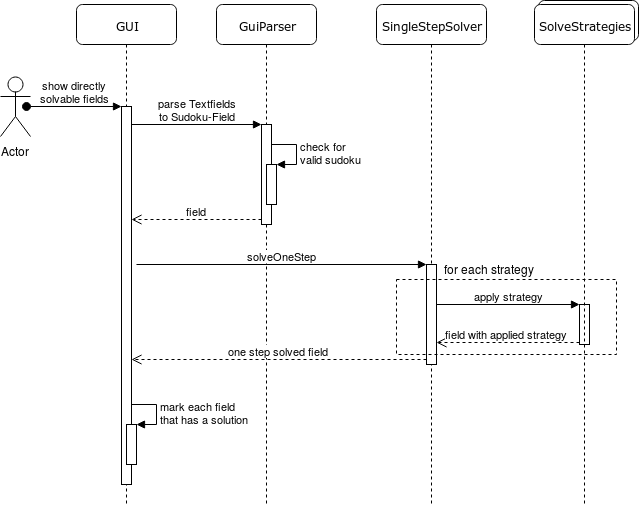 GUI
GuiParser
SingleStepSolver
SolveStrategies
show directly
solvable fields
Actor
parse Textfields
to Sudoku-Field
check for
valid sudoku
field
solveOneStep
for each strategy
apply strategy
field with applied strategy
one step solved field
mark each field
that has a solution